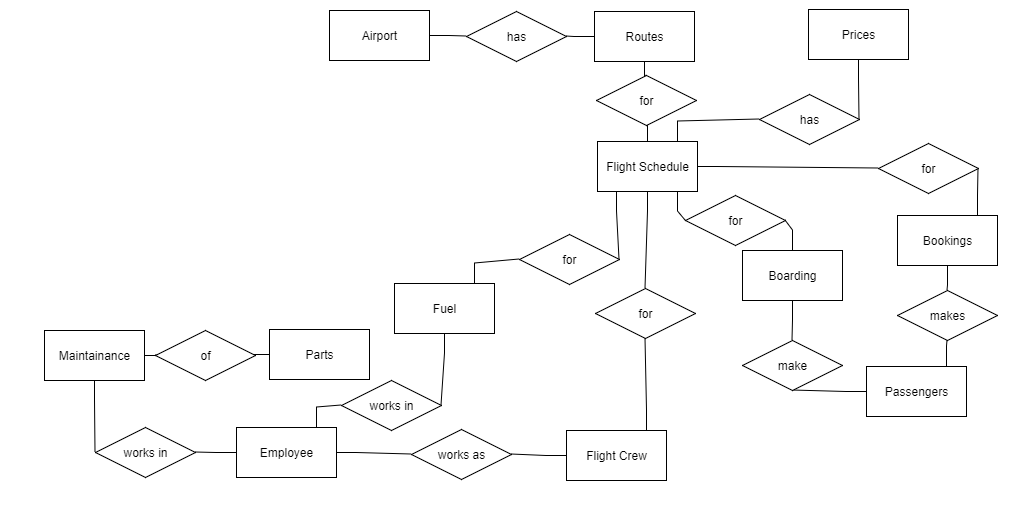 Airport
has
Routes
Prices
for
has
Flight Schedule
for
for
Bookings
for
Boarding
Fuel
for
makes
Maintainance
of
Parts
make
Passengers
works in
works in
Employee
works as
Flight Crew